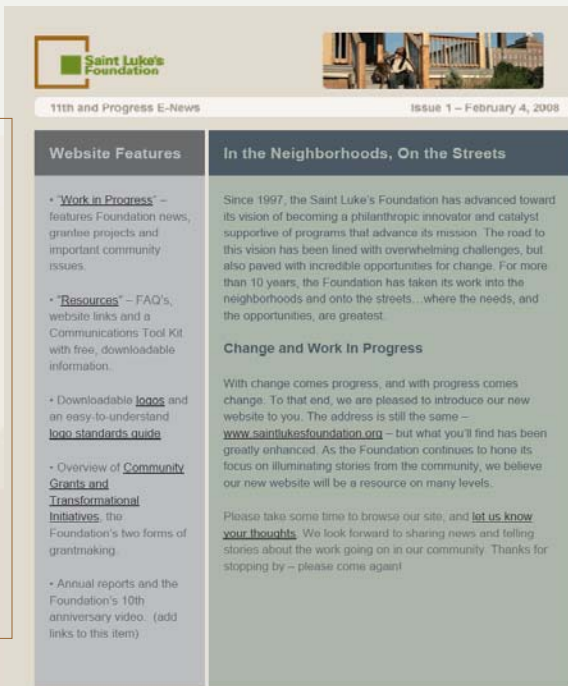 Saint Luke's
Foundation
11th and Progress E-News
Issue 1 – February 4, 2008
Website Features
• "Work in Progress" –
features Foundation news,
grantee projects and
important community
issues.
• "Resources" – FAQ's,
website links and a
Communications Tool Kit
with free, downloadable
information.
• Downloadable logos and
an easy-to-understand
logo standards guide
• Overview of Community
Grants and
Transformational
Initiatives, the
Foundation's two forms of
grantmaking.
• Annual reports and the
Foundation's 10th
anniversary video. (add
links to this item)
In the Neighborhoods, On the Streets
Since 1997, the Saint Luke's Foundation has advanced toward
its vision of becoming a philanthropic innovator and catalyst
supportive of programs that advance its mission. The road to
this vision has been lined with overwhelming challenges, but
also paved with incredible opportunities for change. For more
than 10 years, the Foundation has taken its work into the
neighborhoods and onto the streets…where the needs, and
the opportunities, are greatest.
Change and Work In Progress
With change comes progress, and with progress comes
change. To that end, we are pleased to introduce our new
website to you. The address is still the same –
www.saintlukesfoundation.org – but what you'll find has been
greatly enhanced. As the Foundation continues to hone its
focus on illuminating stories from the community, we believe
our new website will be a resource on many levels.
Please take some time to browse our site, and let us know
your thoughts. We look forward to sharing news and telling
stories about the work going on in our community. Thanks for
stopping by – please come again!